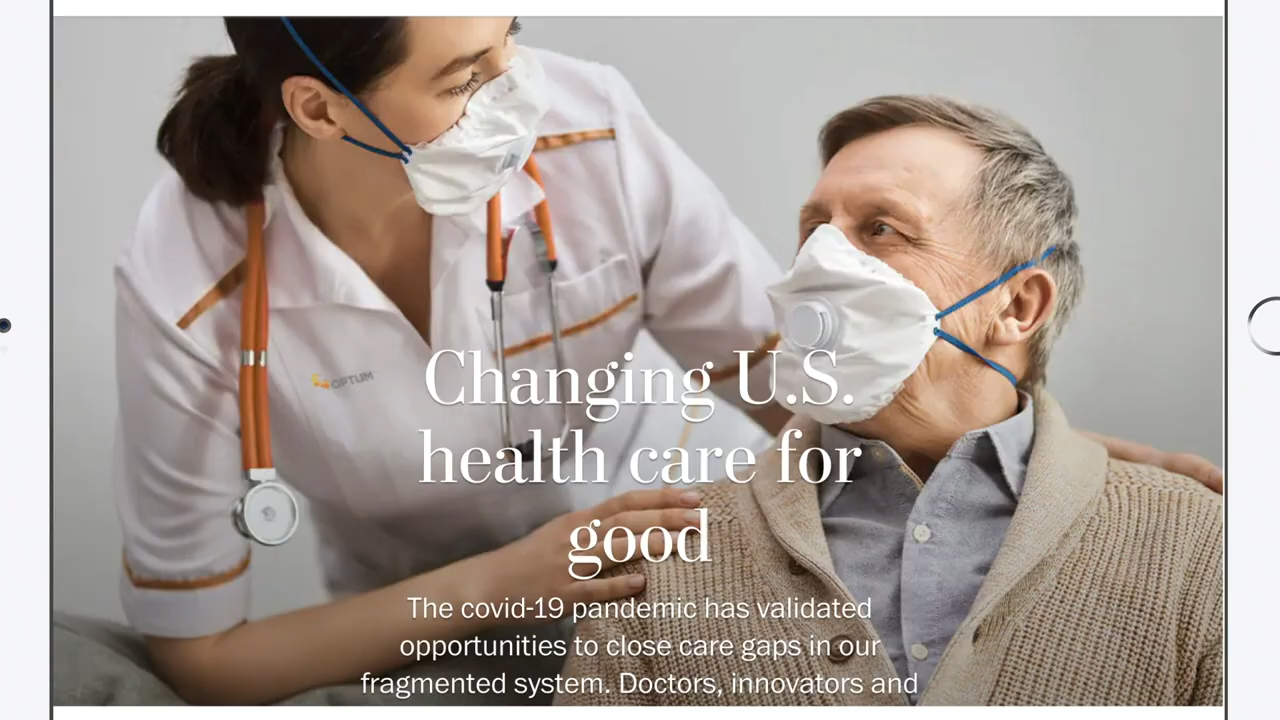 OPTUM
Changing U.S.
health care for
good
The covid-19 pandemic has validated
opportunities to close care gaps in our
fragmented system. Doctors, innovators and